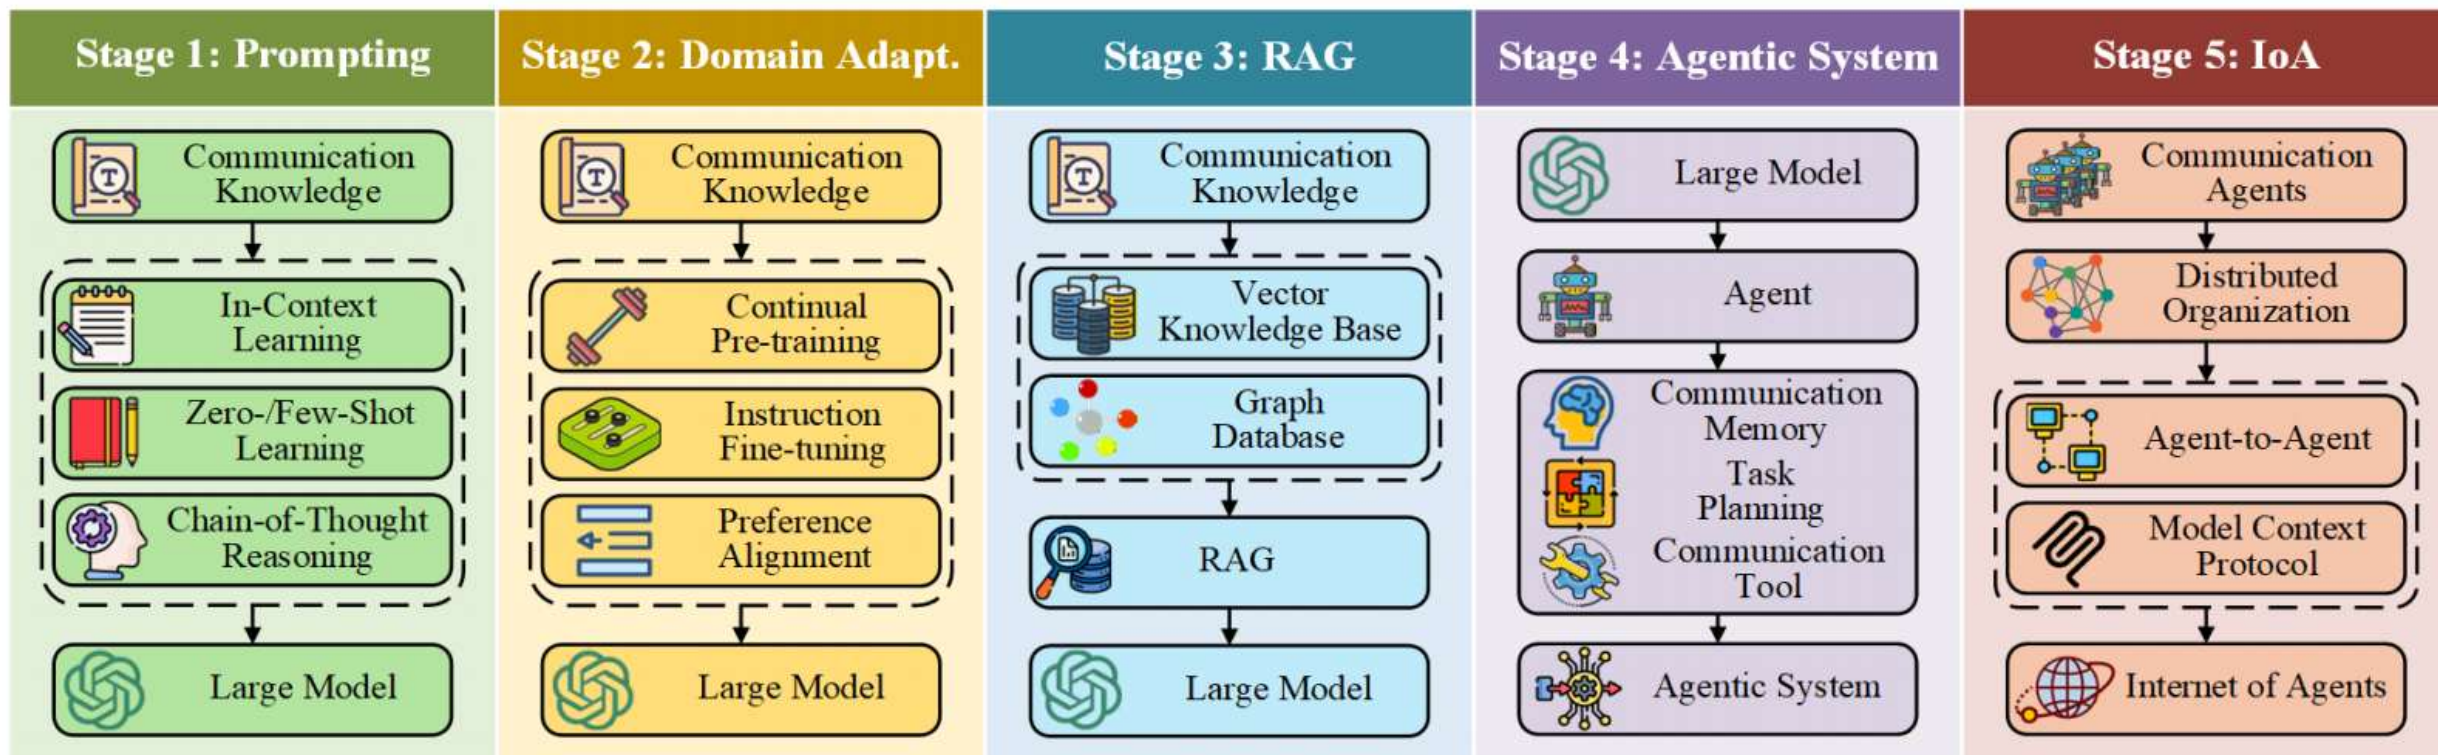 Stage 1: Prompting
Communication
Knowledge
In-Context
Learning
Zero-/Few-Shot
Learning
Chain-of-Thought
Reasoning
Large Model
Stage 2: Domain Adapt.
Communication
Knowledge
Continual
Pre-training
Instruction
Fine-tuning
Preference
Alignment
Large Model
Stage 3: RAG
Communication
Knowledge
Vector
Knowledge Base
Graph
Database
RAG
Large Model
Stage 4: Agentic System
Large Model
Agent
Communication
Memory
Task
Planning
Communication
Tool
Agentic System
Stage 5: IoA
Communication
Agents
Distributed
Organization
Agent-to-Agent
Model Context
Protocol
Internet of Agents